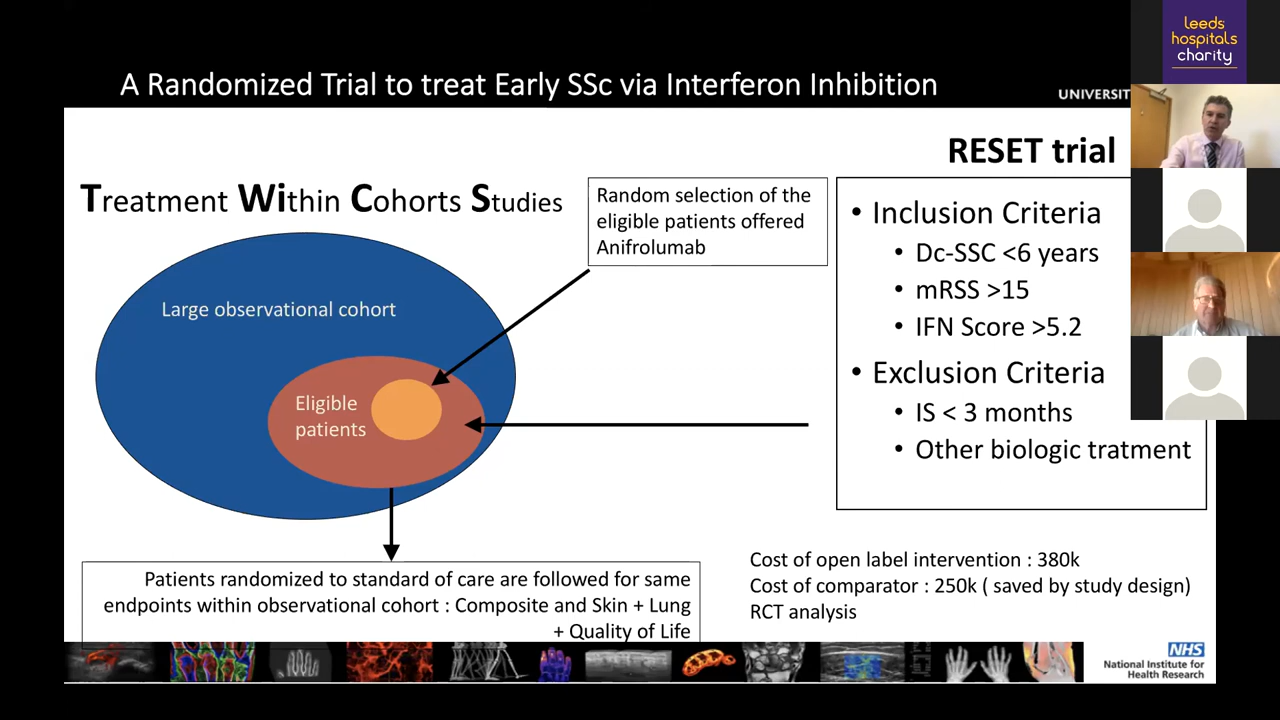 leeds
hospitals
charity
A Randomized Trial to treat Early SSc via Interferon Inhibition
RESET trial
Treatment WiThin Cohorts Studies
Random selection of the
eligible patients offered
Anifrolumab
Large observational cohort
Eligible
patients
• Inclusion Criteria
• Dc-SSC <6 years
• mRSS >15
• IFN Score >5.2
• Exclusion Criteria
• IS < 3 months
• Other biologic tratment
Patients randomized to standard of care are followed for same
endpoints within observational cohort : Composite and Skin + Lung
+ Quality of Life
Cost of open label intervention : 380k
Cost of comparator : 250k ( saved by study design)
RCT analysis
NHS
National Institute for
Health Research